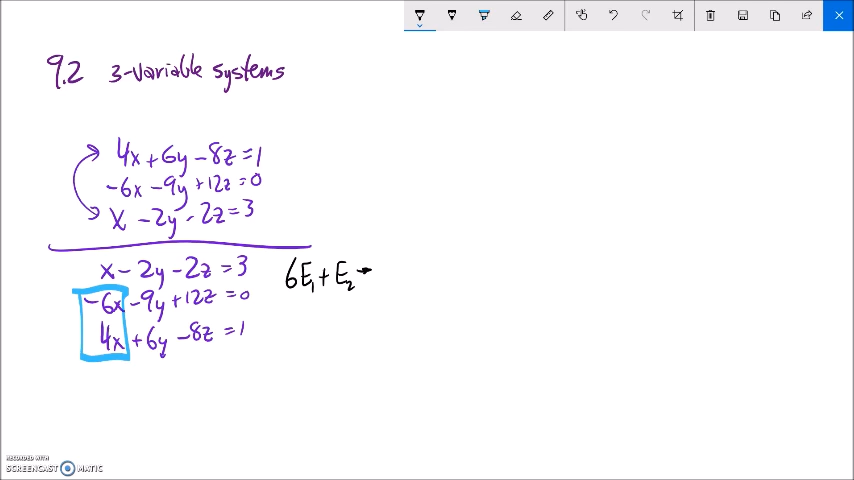 9.2 3-variable systems
4x+6y-8z=1
-6x-9y+12z=0
x-2y-2z=3
x-2y-2z=3 6E₁+E₂→
-6x-9y+12z=0
4x+6y-8z=1
RECORDED WITH
SCREENCAST MATIC